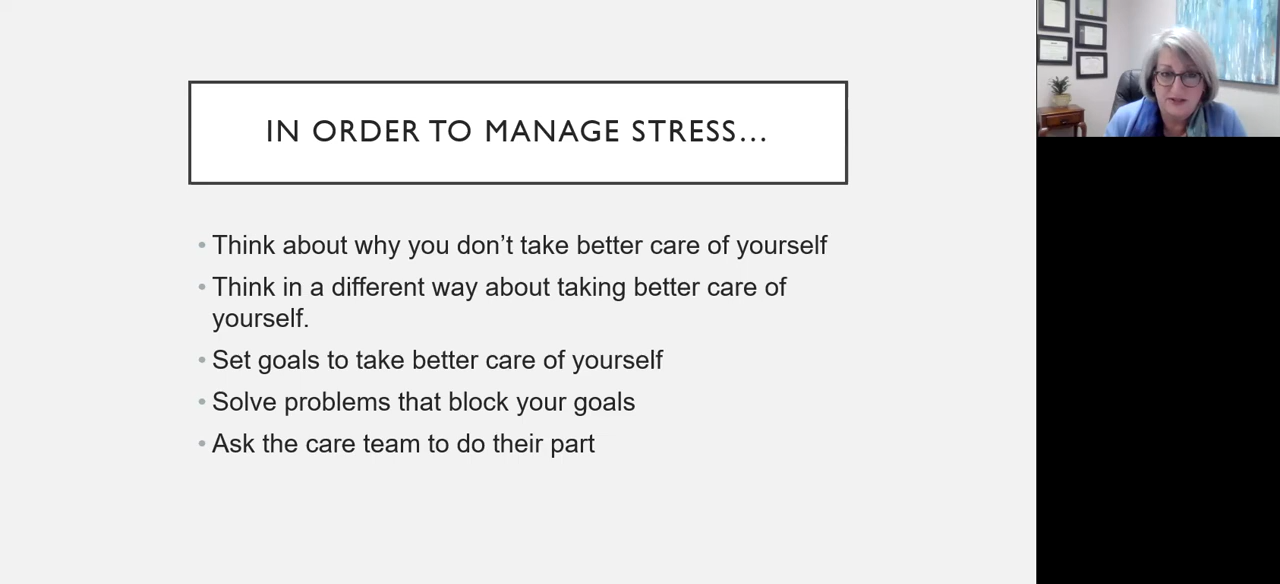 IN ORDER TO MANAGE STRESS…
• Think about why you don’t take better care of yourself
• Think in a different way about taking better care of
yourself.
• Set goals to take better care of yourself
• Solve problems that block your goals
• Ask the care team to do their part